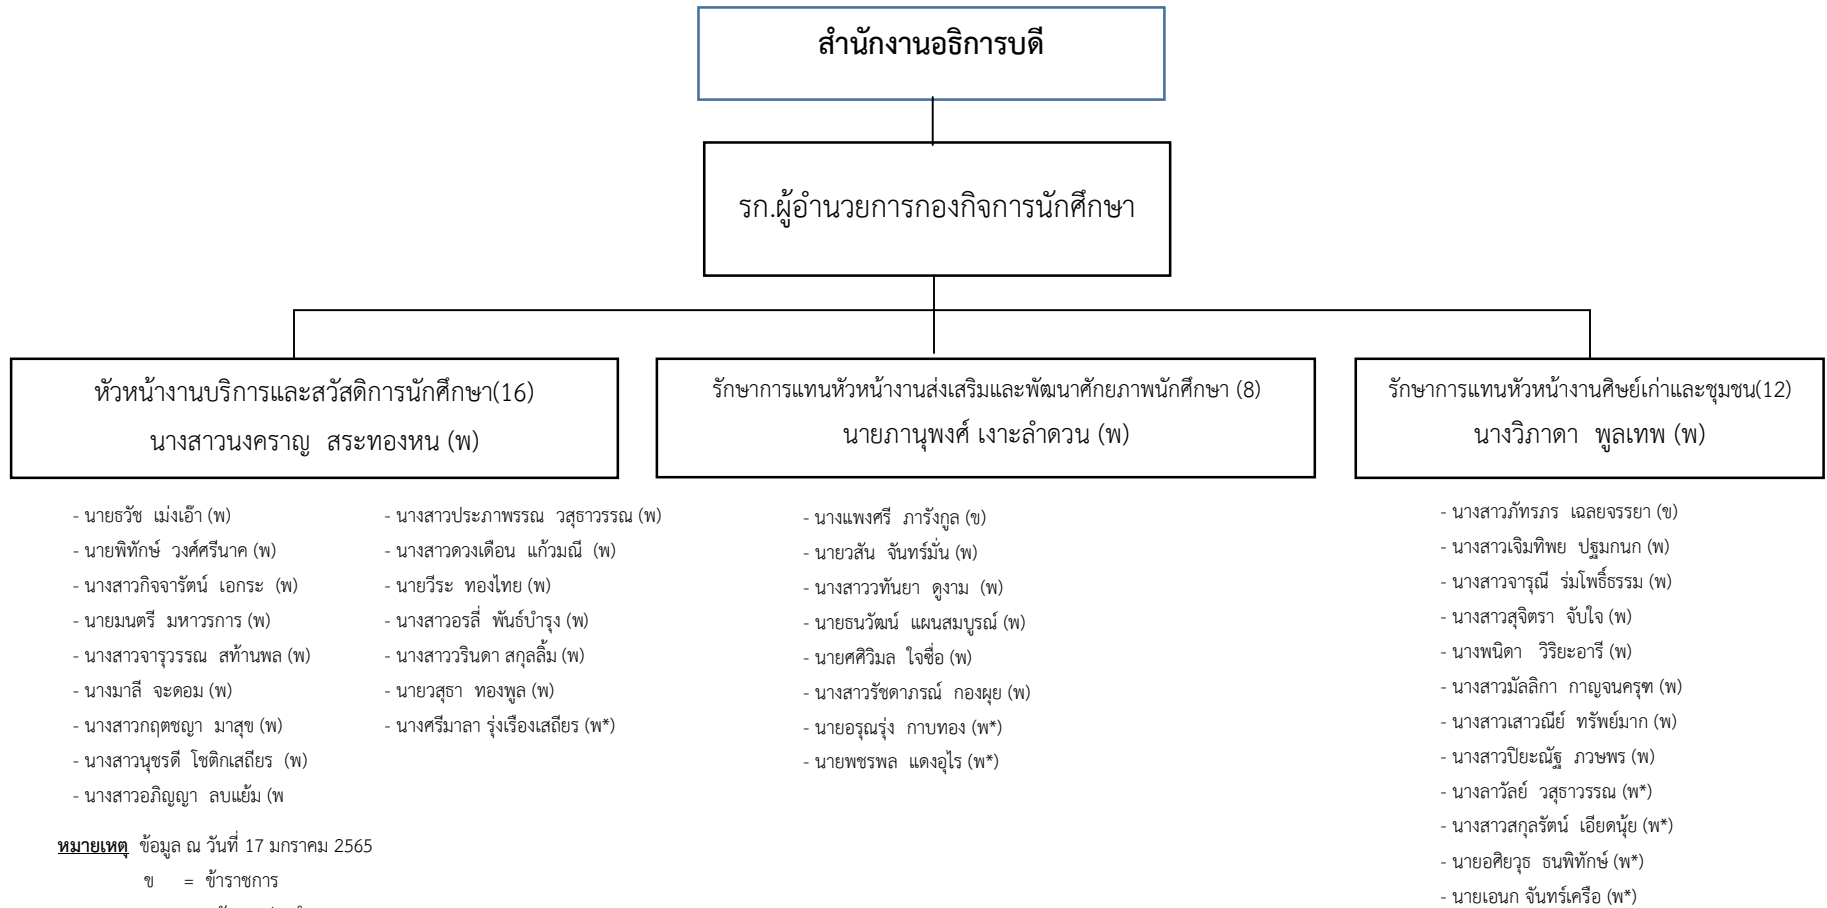 สำนักงานอธิการบดี
รก.ผู้อำนวยการกองกิจการนักศึกษา
หัวหน้างานบริการและสวัสดิการนักศึกษา(16)
นางสาวนงคราญ สระทองหน (พ)
รักษาการแทนหัวหน้างานส่งเสริมและพัฒนาศักยภาพนักศึกษา (8)
นายภานุพงศ์ เงาะลำดวน (พ)
รักษาการแทนหัวหน้างานศิษย์เก่าและชุมชน(12)
นางวิภาดา พูลเทพ (พ)
- นายธวัช เม่งเอ๊า (พ)
- นายพิทักษ์ วงศ์ศรีนาค (พ)
- นางสาวกิจจารัตน์ เอกระ (พ)
- นายมนตรี มหาวรการ (พ)
- นางสาวจารุวรรณ สท้านพล (พ)
- นางมาลี จะดอม (พ)
- นางสาวกฤตชญา มาสุข (พ)
- นางสาวนุชรดี โชติกเสถียร (พ)
- นางสาวอภิญญา ลบแย้ม (พ
- นางสาวประภาพรรณ วสุธาวรรณ (พ)
- นางสาวดวงเดือน แก้วมณี (พ)
- นายวีระ ทองไทย (พ)
- นางสาวอรลี่ พันธ์บำรุง (พ)
- นางสาววรินดา สกุลลิ้ม (พ)
- นายวสุธา ทองพูล (พ)
- นางศรีมาลา รุ่งเรืองเสถียร (พ*)
- นางแพงศรี ภารังกูล (ข)
- นายวสัน จันทร์มั่น (พ)
- นางสาววทันยา ดูงาม (พ)
- นายธนวัฒน์ แผนสมบูรณ์ (พ)
- นายศศิวิมล ใจซื่อ (พ)
- นางสาวรัชดาภรณ์ กองผุย (พ)
- นายอรุณรุ่ง กาบทอง (พ*)
- นายพชรพล แดงอุไร (พ*)
- นางสาวภัทรภร เฉลยจรรยา (ข)
- นางสาวเจิมทิพย ปฐมกนก (พ)
- นางสาวจารุณี ร่มโพธิ์ธรรม (พ)
- นางสาวสุจิตรา จับใจ (พ)
- นางพนิดา วิริยะอารี (พ)
- นางสาวมัลลิกา กาญจนครุฑ (พ)
- นางสาวเสาวณีย์ ทรัพย์มาก (พ)
- นางสาวปิยะณัฐ ภวษพร (พ)
- นางลาวัลย์ วสุธาวรรณ (พ*)
- นางสาวสกุลรัตน์ เอียดนุ้ย (พ*)
- นายอศิยวุธ ธนพิทักษ์ (พ*)
- นายเอนก จันทร์เครือ (พ*)
หมายเหตุ ข้อมูล ณ วันที่ 17 มกราคม 2565
ข = ข้าราชการ